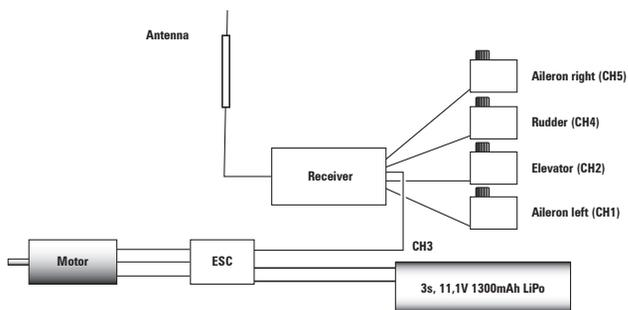 Antenna
Aileron right (CH5)
Rudder (CH4)
Receiver
Elevator (CH2)
Aileron left (CH1)
CH3
Motor
ESC
3s, 11,1V 1300mAh LiPo